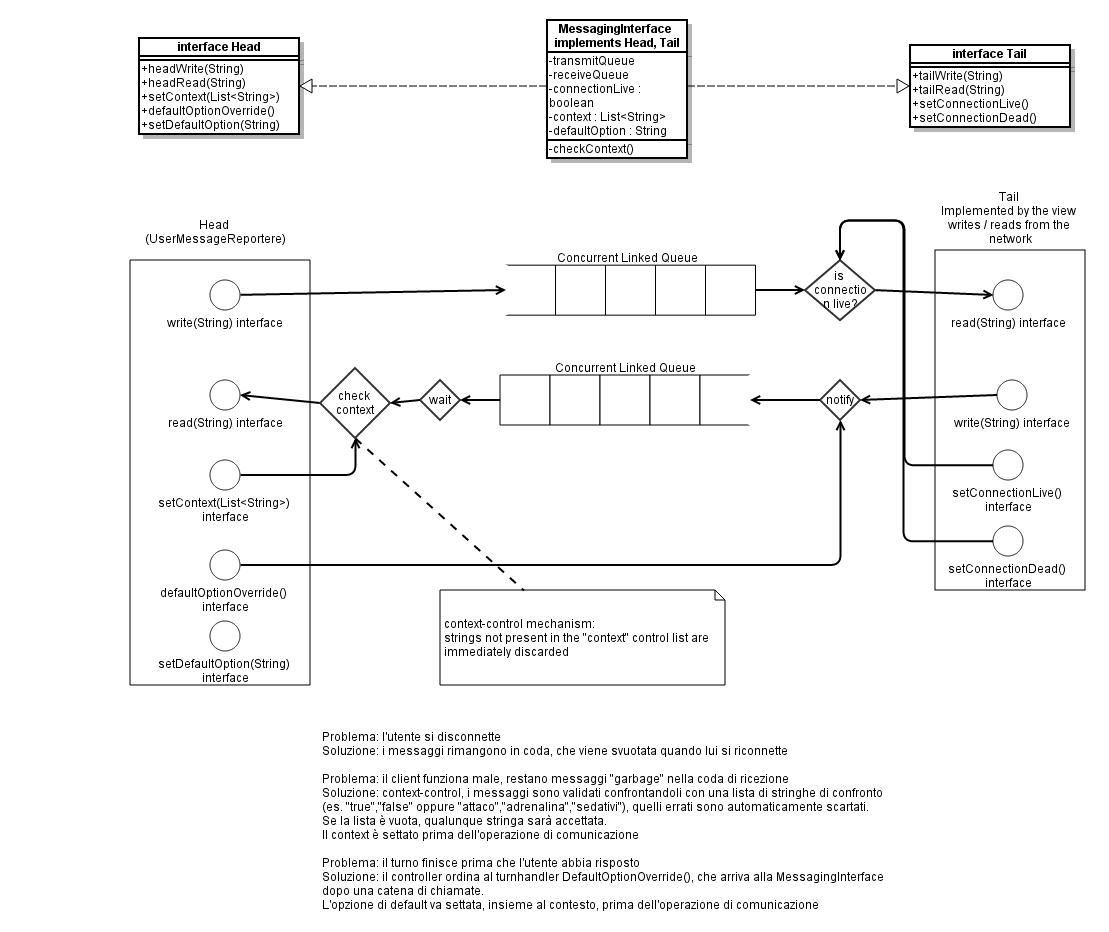 interface Head
+headWrite(String)
+headRead(String)
+setContext(List<String>)
+defaultOptionOverride()
+setDefaultOption(String)
MessagingInterface
implements Head, Tail
-transmitQueue
-receiveQueue
-connectionLive :
boolean
-context : List<String>
-defaultOption : String
-checkContext()
interface Tail
+tailWrite(String)
+tailRead(String)
+setConnectionLive()
+setConnectionDead()
Head
(UserMessageReportere)
Tail
Implemented by the view
writes / reads from the
network
Concurrent Linked Queue
is
connectio
n live?
write(String) interface
read(String) interface
Concurrent Linked Queue
check
context
wait
notify
read(String) interface
write(String) interface
setContext(List<String>)
interface
setConnectionLive()
interface
defaultOptionOverride()
interface
setConnectionDead()
interface
setDefaultOption(String)
interface
context-control mechanism:
strings not present in the "context" control list are
immediately discarded
Problema: l'utente si disconnette
Soluzione: i messaggi rimangono in coda, che viene svuotata quando lui si riconnette
Problema: il client funziona male, restano messaggi "garbage" nella coda di ricezione
Soluzione: context-control, i messaggi sono validati confrontandoli con una lista di stringhe di confronto
(es. "true","false" oppure "attaco","adrenalina","sedativi"), quelli errati sono automaticamente scartati.
Se la lista è vuota, qualunque stringa sarà accettata.
Il context è settato prima dell'operazione di comunicazione
Problema: il turno finisce prima che l'utente abbia risposto
Soluzione: il controller ordina al turnhandler DefaultOptionOverride(), che arriva alla MessagingInterface
dopo una catena di chiamate.
L'opzione di default va settata, insieme al contesto, prima dell'operazione di comunicazione